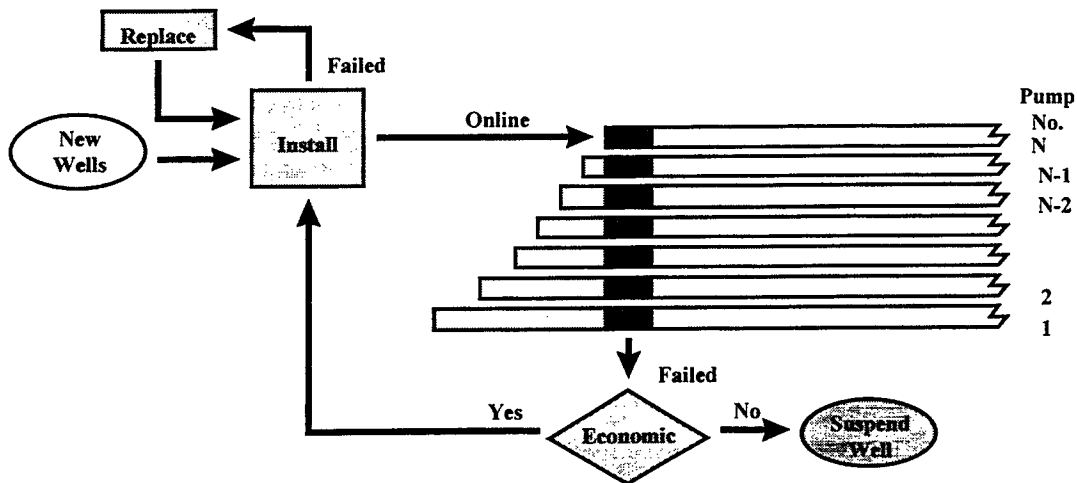 Replace
Failed
New
Wells
Install
Online
Pump
No.
N
N-1
N-2
2
1
Failed
Yes
Economic
No
Suspend
Well